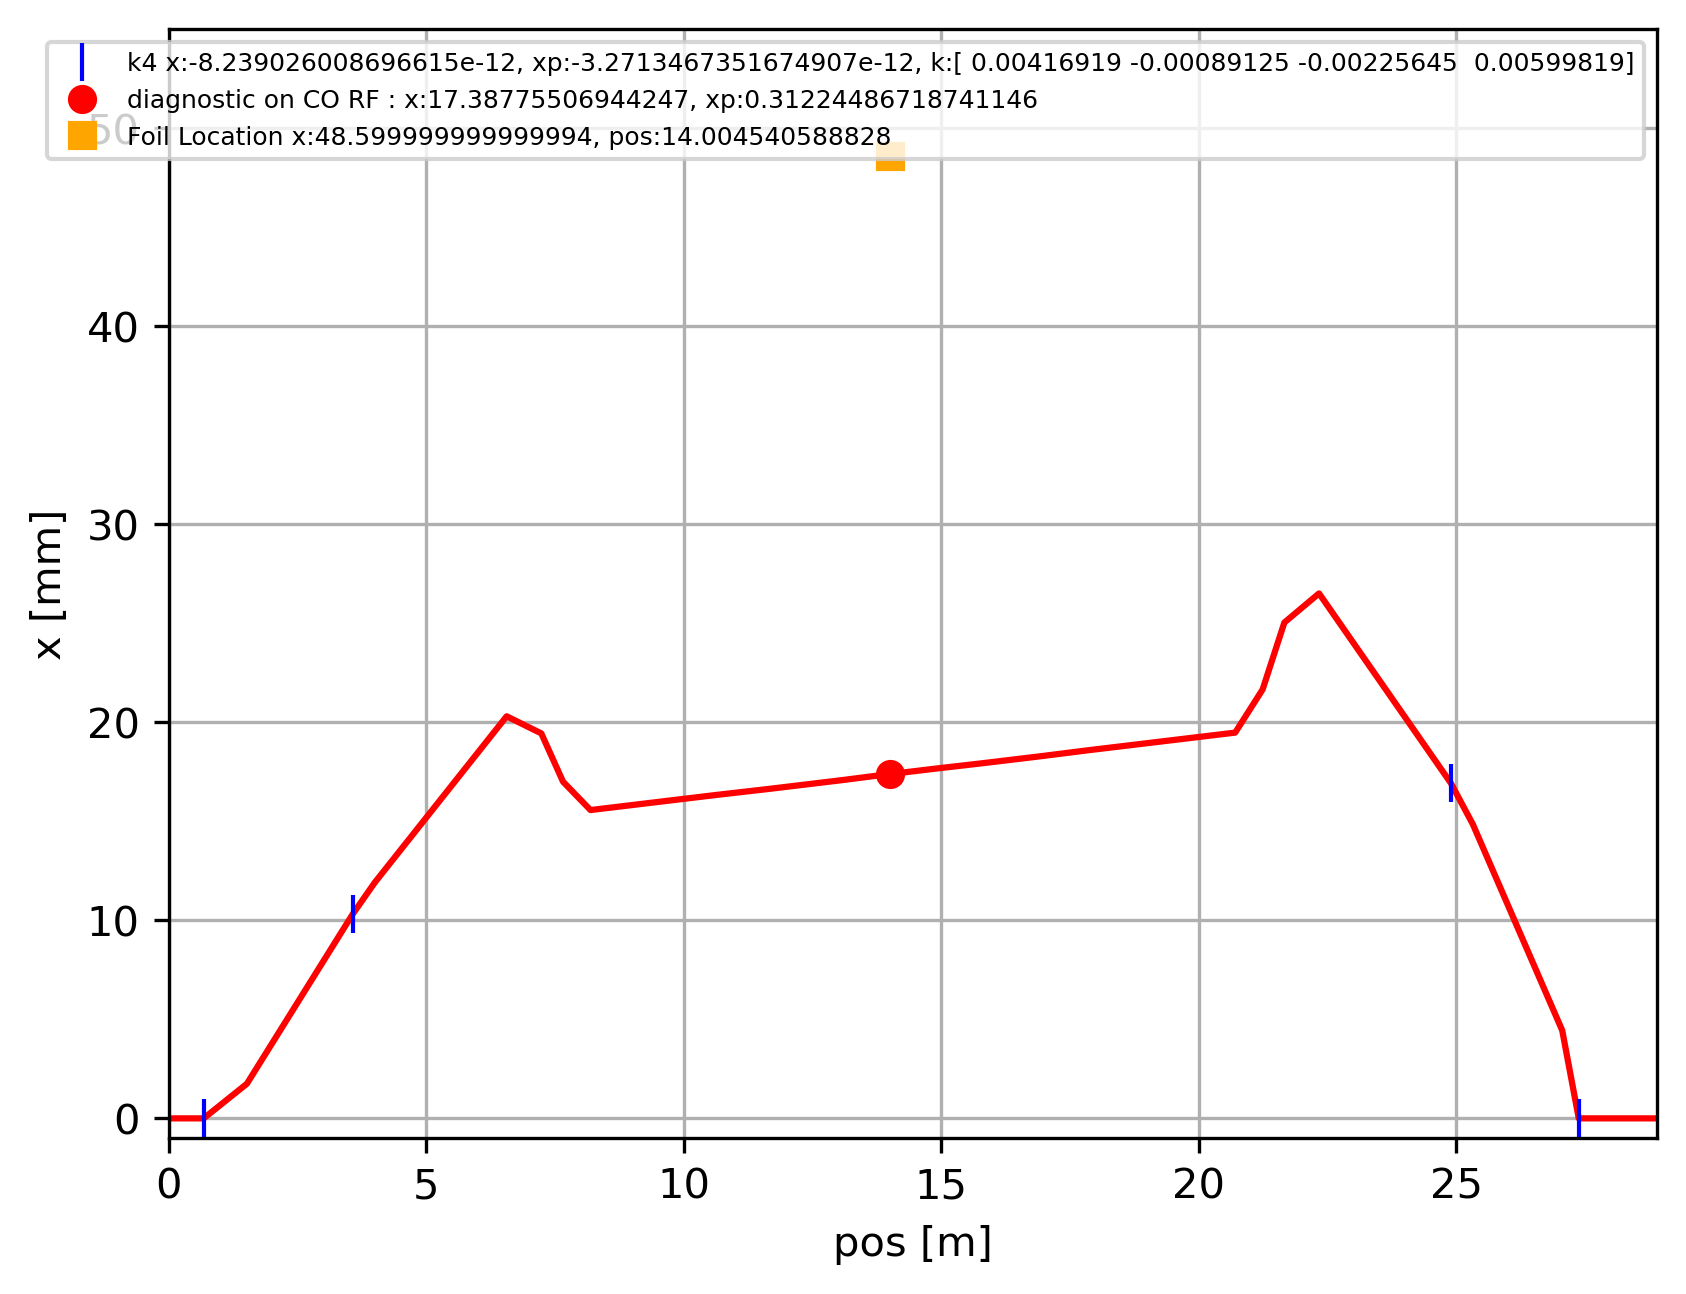 k4 x:-8.239026008696615e-12, xp:-3.2713467351674907e-12, k:[ 0.00416919 -0.00089125 -0.00225645  0.00599819]
diagnostic on CO RF : x:17.38775506944247, xp:0.31224486718741146
Foil Location x:48.599999999999994, pos:14.004540588828
50
40
30
20
10
0
x [mm]
0 5 10 15 20 25
pos [m]